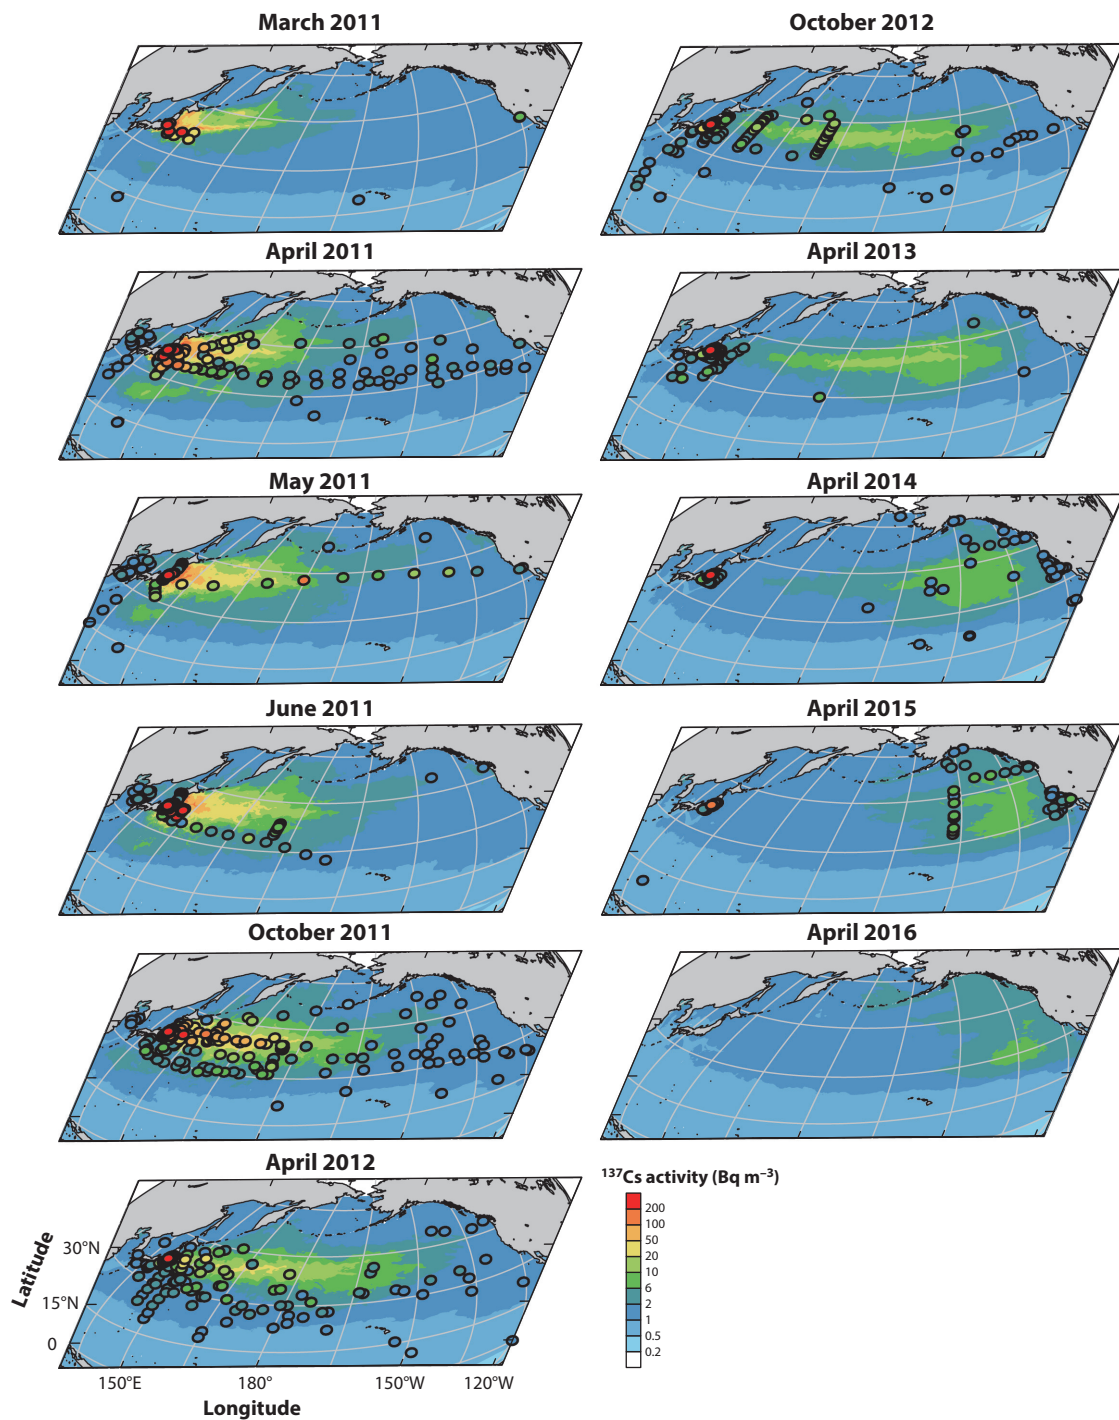 March 2011
October 2012
April 2011
April 2013
May 2011
April 2014
June 2011
April 2015
October 2011
April 2016
April 2012
¹³⁷Cs activity (Bq m⁻³)
200
100
50
20
10
6
2
1
0.5
0.2
Latitude
30°N
15°N
0
150°E
180°
150°W
120°W
Longitude